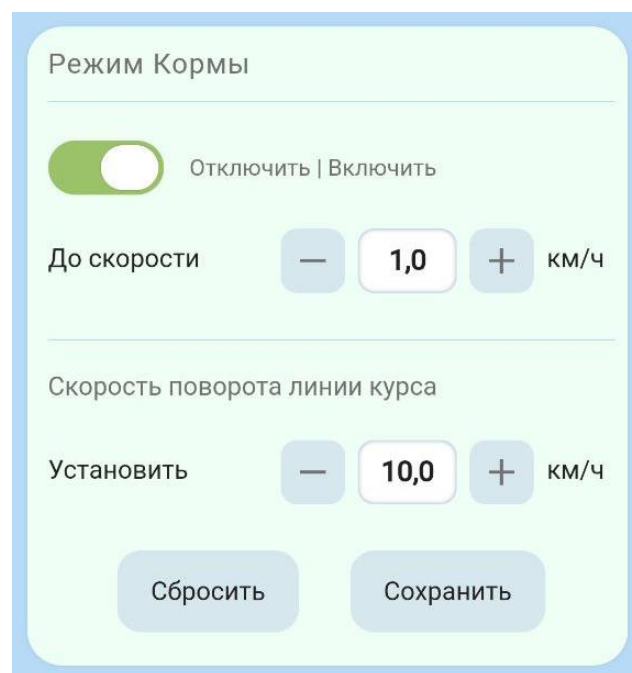 Режим Кормы
Отключить | Включить
До скорости — 1,0 + км/ч
Скорость поворота линии курса
Установить — 10,0 + км/ч
Сбросить Сохранить